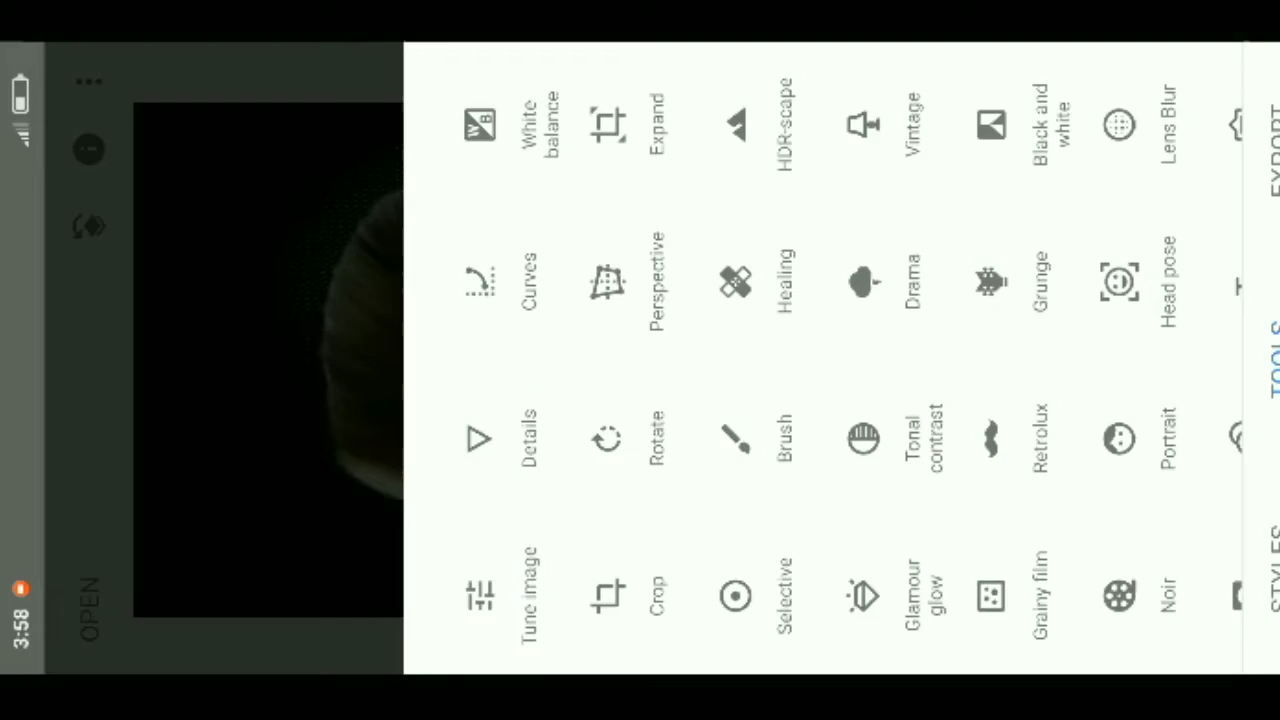 3:58
OPEN
Tune image
Details
Curves
White
balance
Crop
Rotate
Perspective
Expand
Selective
Brush
Healing
HDR-scape
Glamour
glow
Tonal
contrast
Drama
Vintage
Grainy film
Retrolux
Grunge
Black and
white
Noir
Portrait
Head pose
Lens Blur
STYLES
TOOLS
EXPORT